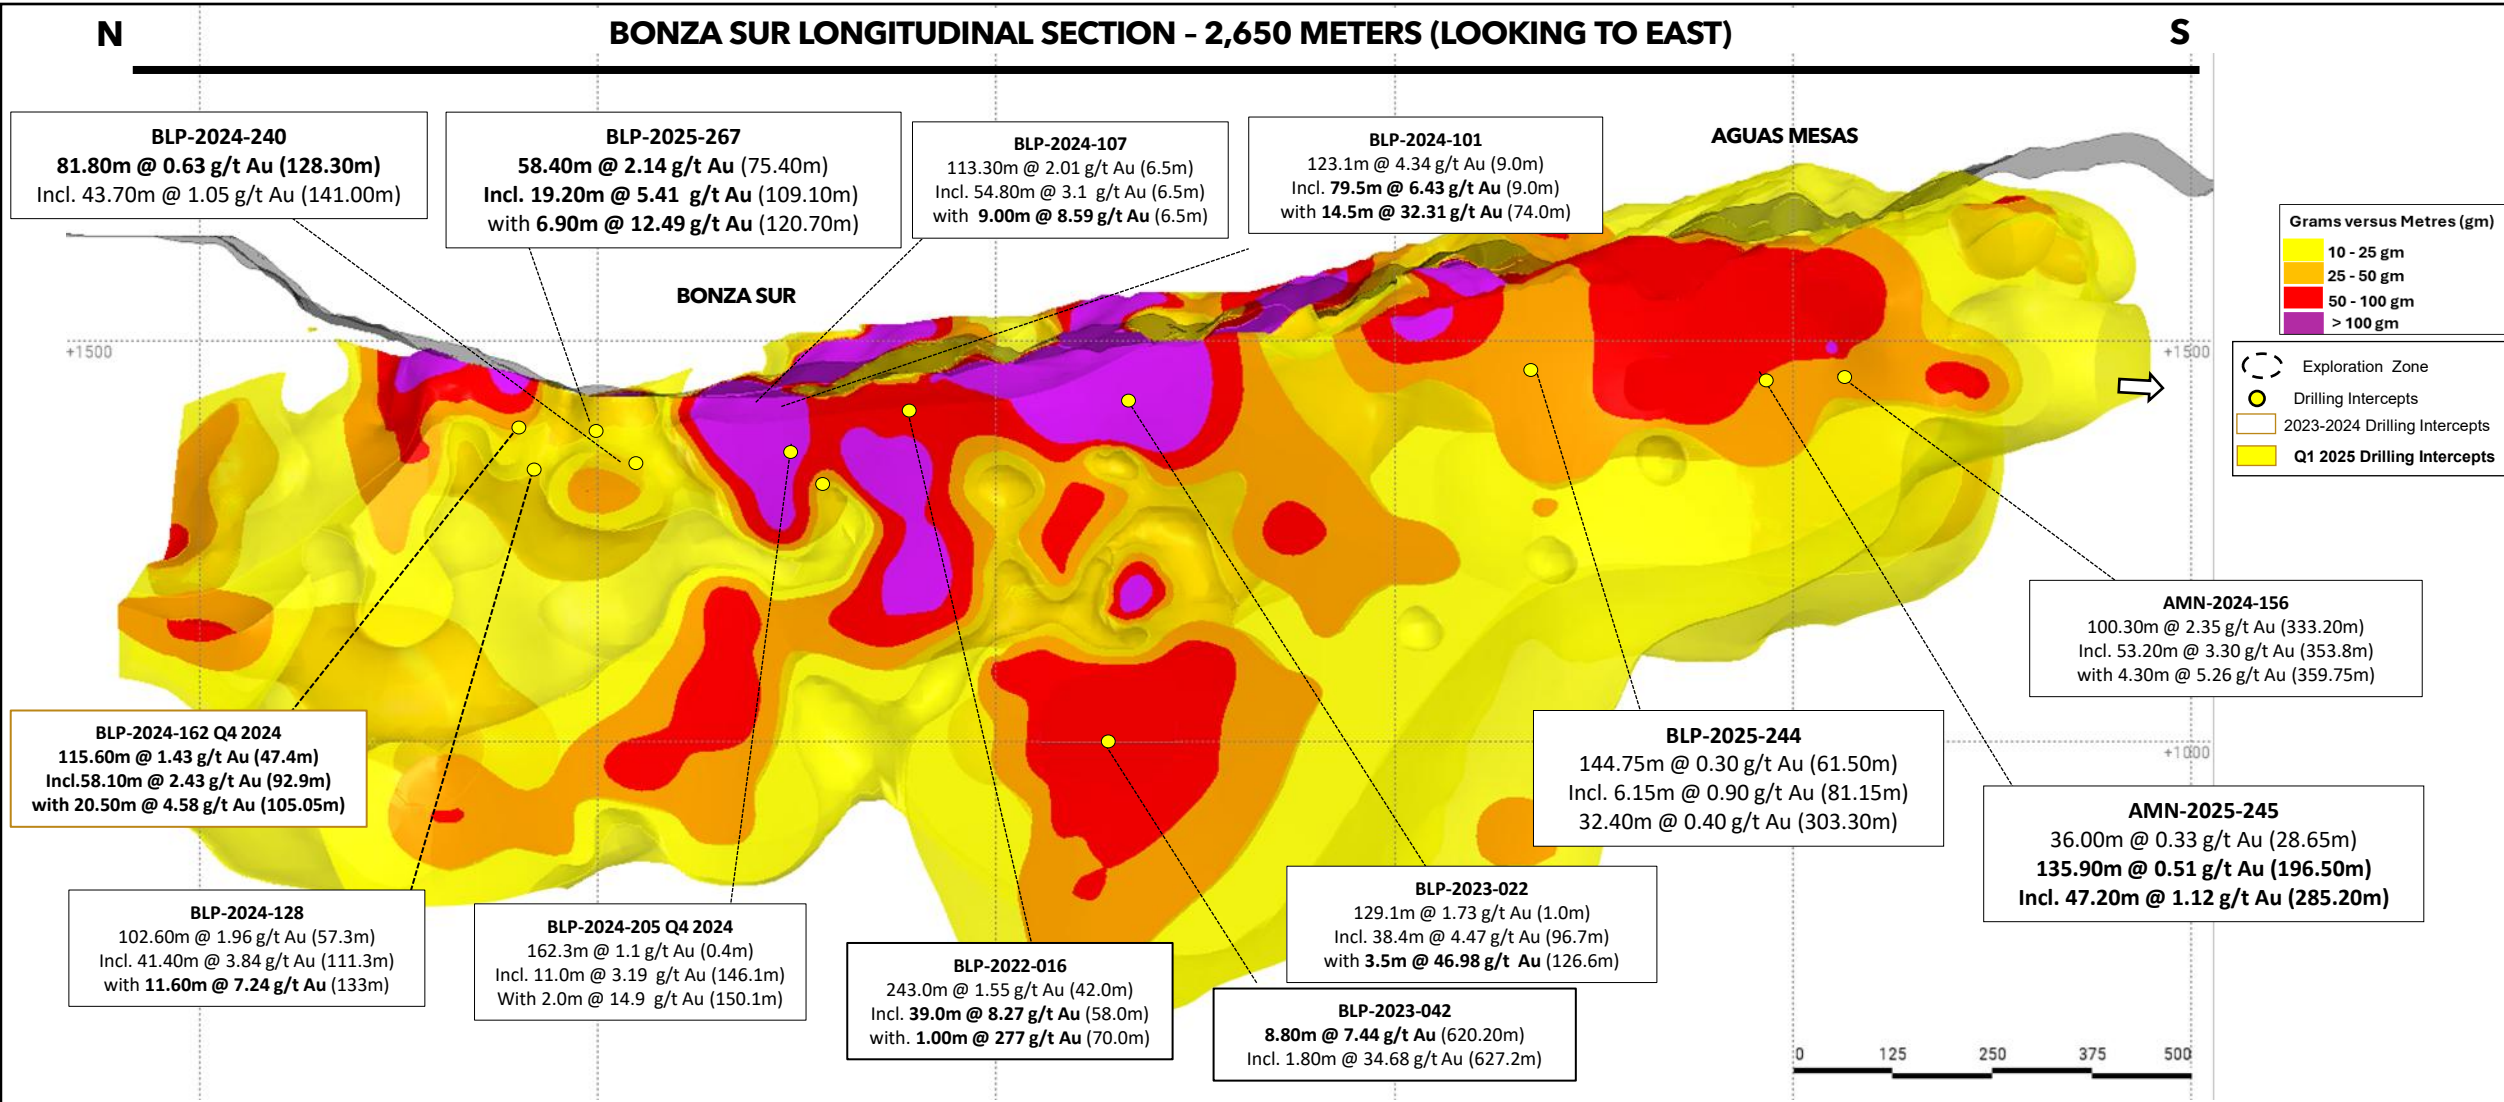 N
BONZA SUR LONGITUDINAL SECTION – 2,650 METERS (LOOKING TO EAST)
S
BLP-2024-240
81.80m @ 0.63 g/t Au (128.30m)
Incl. 43.70m @ 1.05 g/t Au (141.00m)
BLP-2025-267
58.40m @ 2.14 g/t Au (75.40m)
Incl. 19.20m @ 5.41 g/t Au (109.10m)
with 6.90m @ 12.49 g/t Au (120.70m)
BLP-2024-107
113.30m @ 2.01 g/t Au (6.5m)
Incl. 54.80m @ 3.1 g/t Au (6.5m)
with 9.00m @ 8.59 g/t Au (6.5m)
BLP-2024-101
123.1m @ 4.34 g/t Au (9.0m)
Incl. 79.5m @ 6.43 g/t Au (9.0m)
with 14.5m @ 32.31 g/t Au (74.0m)
AGUAS MESAS
BONZA SUR
Grams versus Metres (gm)
10 - 25 gm
25 - 50 gm
50 - 100 gm
> 100 gm
+1500
+1500
Exploration Zone
Drilling Intercepts
2023-2024 Drilling Intercepts
Q1 2025 Drilling Intercepts
AMN-2024-156
100.30m @ 2.35 g/t Au (333.20m)
Incl. 53.20m @ 3.30 g/t Au (353.8m)
with 4.30m @ 5.26 g/t Au (359.75m)
BLP-2024-162 Q4 2024
115.60m @ 1.43 g/t Au (47.4m)
Incl.58.10m @ 2.43 g/t Au (92.9m)
with 20.50m @ 4.58 g/t Au (105.05m)
BLP-2025-244
144.75m @ 0.30 g/t Au (61.50m)
Incl. 6.15m @ 0.90 g/t Au (81.15m)
32.40m @ 0.40 g/t Au (303.30m)
+1000
AMN-2025-245
36.00m @ 0.33 g/t Au (28.65m)
135.90m @ 0.51 g/t Au (196.50m)
Incl. 47.20m @ 1.12 g/t Au (285.20m)
BLP-2024-128
102.60m @ 1.96 g/t Au (57.3m)
Incl. 41.40m @ 3.84 g/t Au (111.3m)
with 11.60m @ 7.24 g/t Au (133m)
BLP-2024-205 Q4 2024
162.3m @ 1.1 g/t Au (0.4m)
Incl. 11.0m @ 3.19 g/t Au (146.1m)
With 2.0m @ 14.9 g/t Au (150.1m)
BLP-2022-016
243.0m @ 1.55 g/t Au (42.0m)
Incl. 39.0m @ 8.27 g/t Au (58.0m)
with. 1.00m @ 277 g/t Au (70.0m)
BLP-2023-022
129.1m @ 1.73 g/t Au (1.0m)
Incl. 38.4m @ 4.47 g/t Au (96.7m)
with 3.5m @ 46.98 g/t Au (126.6m)
BLP-2023-042
8.80m @ 7.44 g/t Au (620.20m)
Incl. 1.80m @ 34.68 g/t Au (627.2m)
0 125 250 375 500